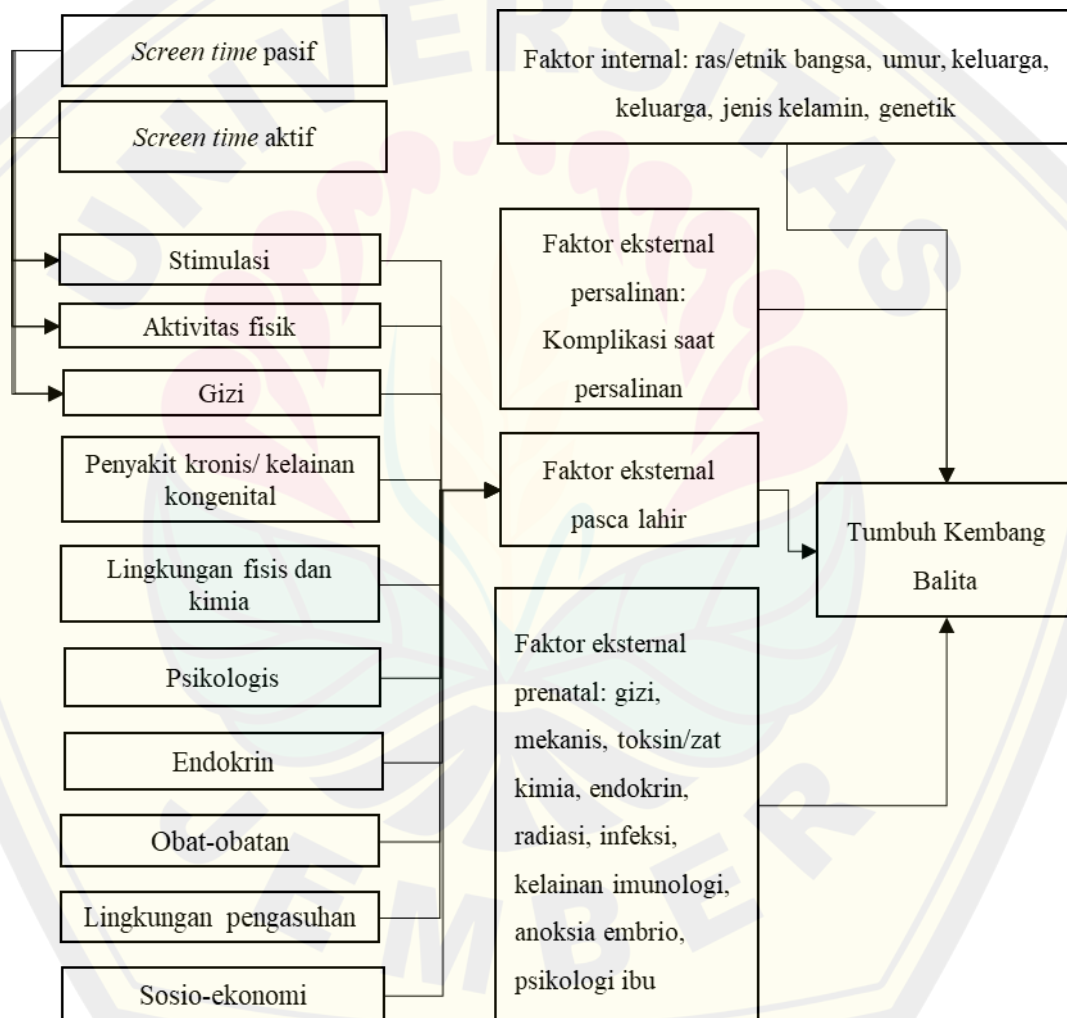 UNIVERSITAS
Screen time pasif
Screen time aktif
Stimulasi
Aktivitas fisik
Gizi
Penyakit kronis/ kelainan
kongenital
Lingkungan fisis dan
kimia
Psikologis
Endokrin
Obat-obatan
Lingkungan pengasuhan
Sosio-ekonomi
Faktor internal: ras/etnik bangsa, umur, keluarga,
keluarga, jenis kelamin, genetik
Faktor eksternal
persalinan:
Komplikasi saat
persalinan
Faktor eksternal
pasca lahir
Faktor eksternal
prenatal: gizi,
mekanis, toksin/zat
kimia, endokrin,
radiasi, infeksi,
kelainan imunologi,
anoksia embrio,
psikologi ibu
Tumbuh Kembang
Balita
JEMBER